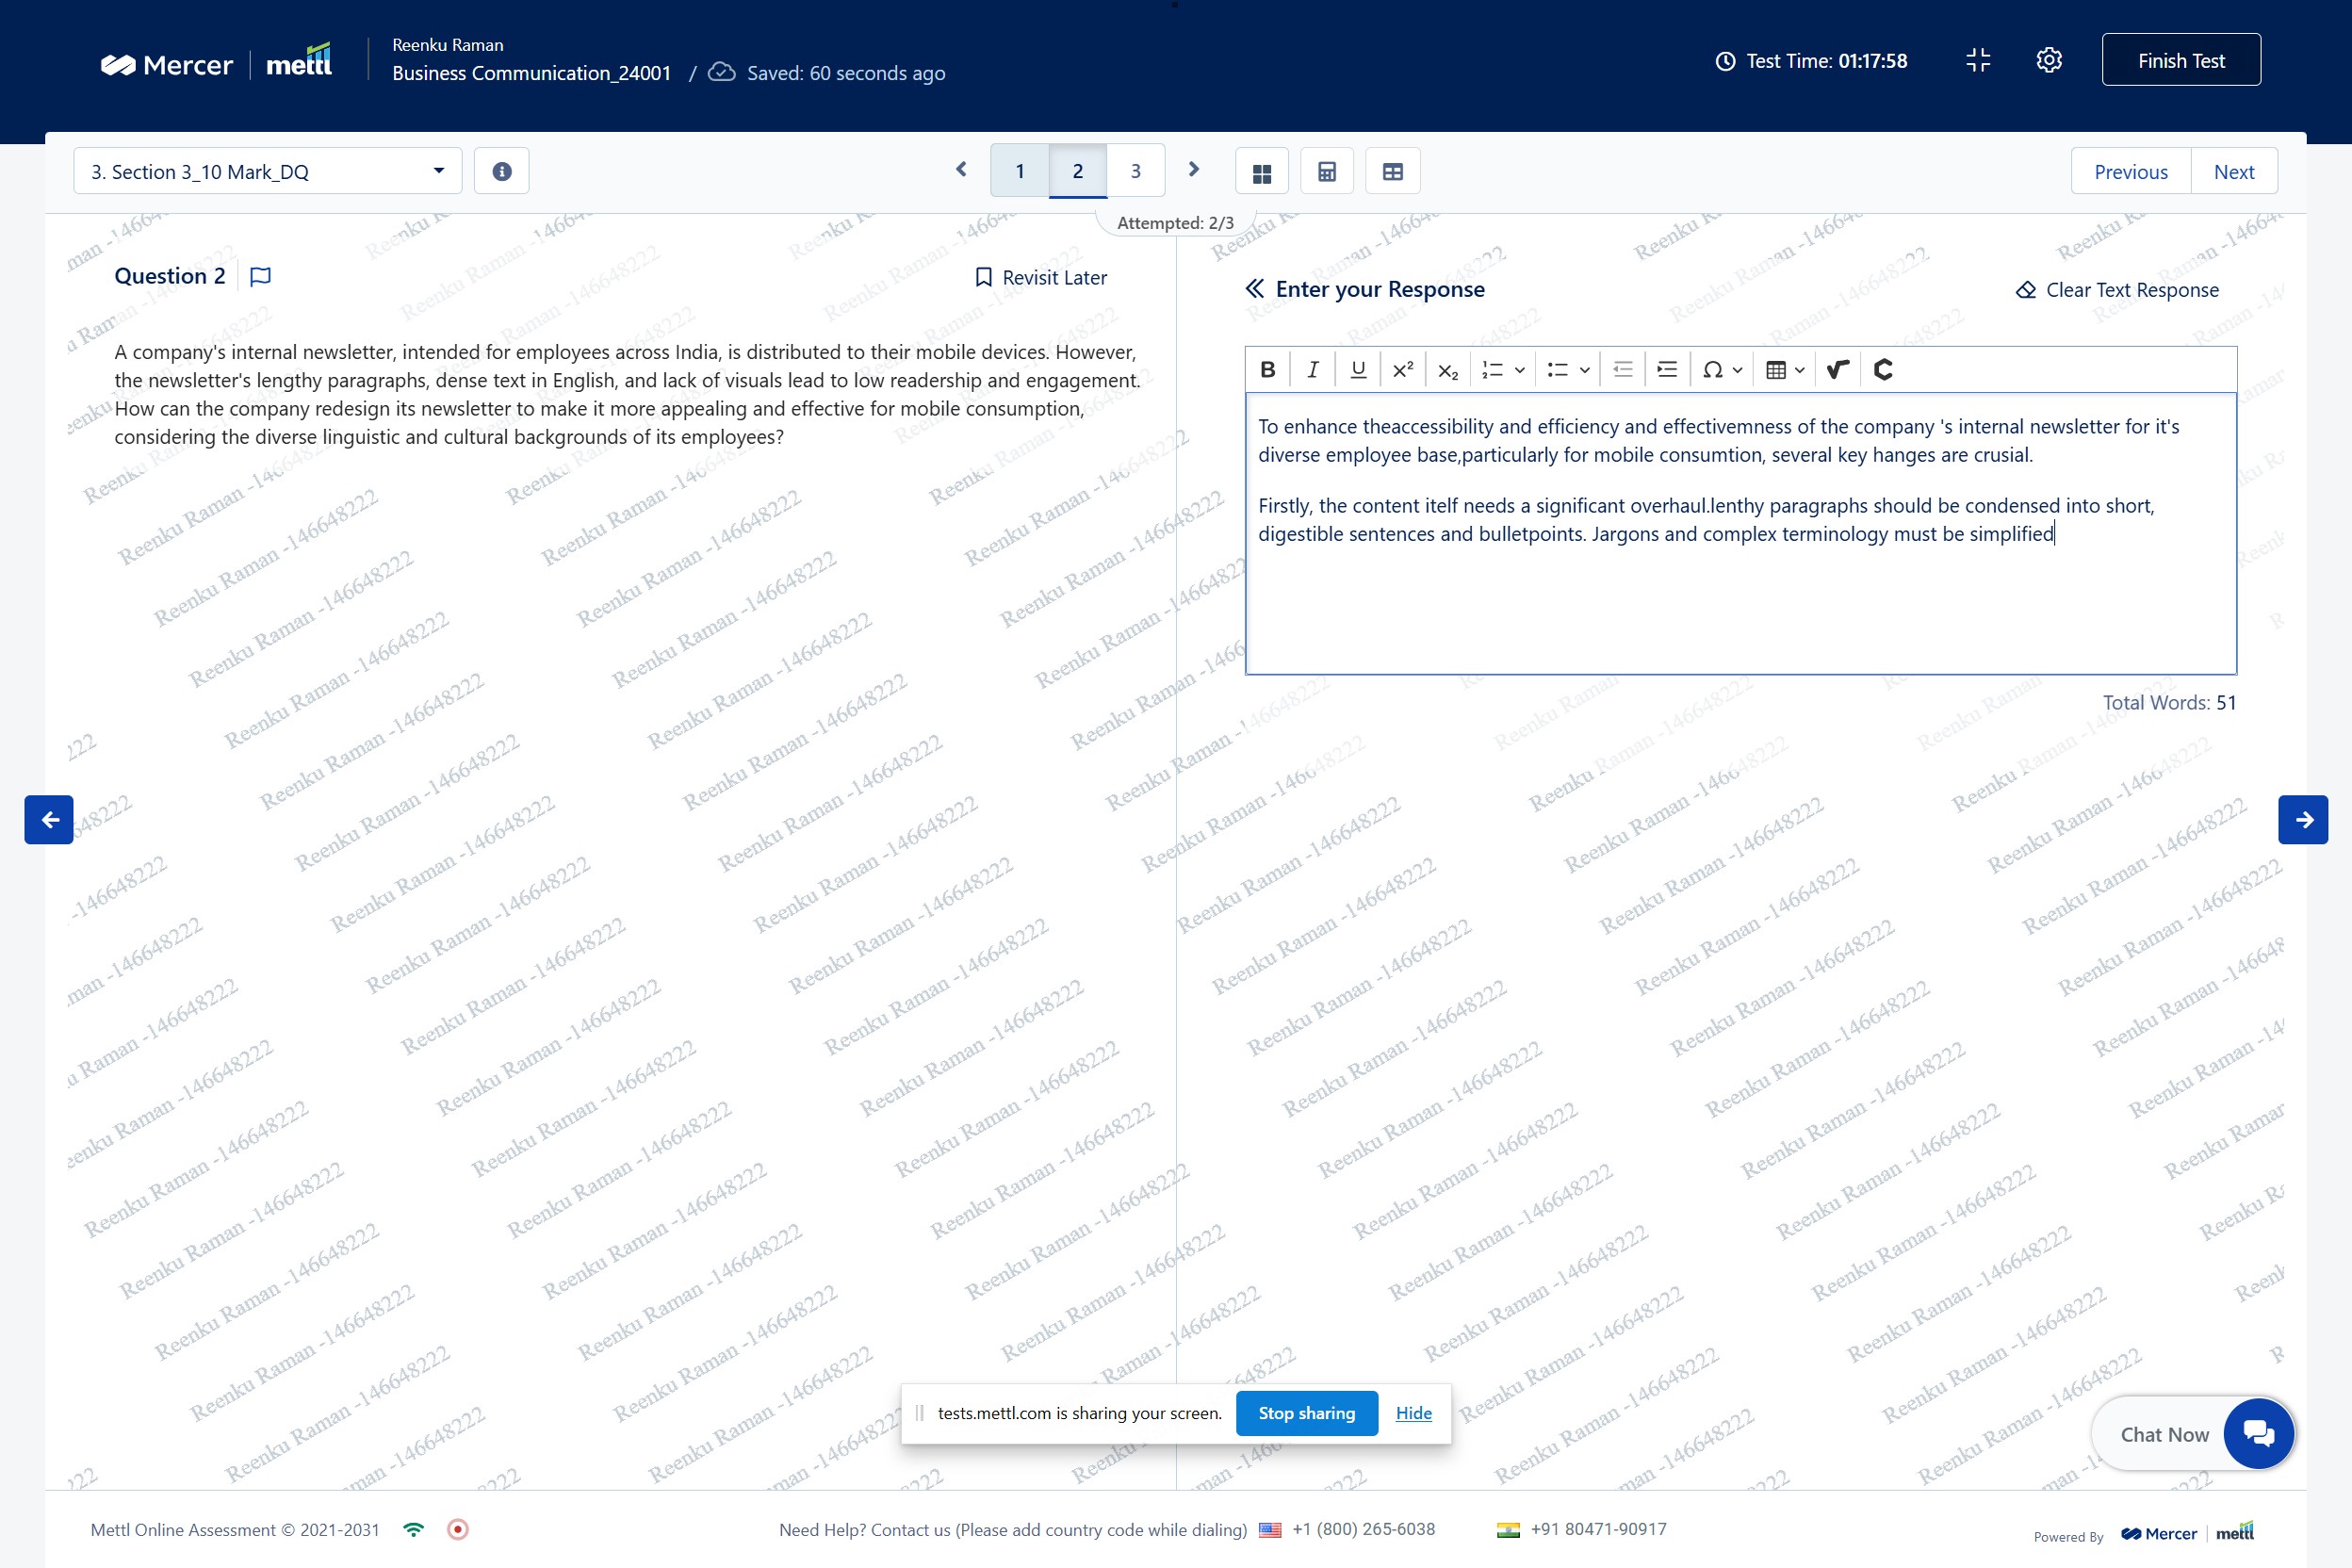 Mercer | mettl
Reenku Raman
Business Communication_24001 / Saved: 60 seconds ago
Test Time: 01:17:58
Finish Test
3. Section 3_10 Mark_DQ
1 2 3
Previous Next
Attempted: 2/3
Question 2
Revisit Later
A company's internal newsletter, intended for employees across India, is distributed to their mobile devices. However,
the newsletter's lengthy paragraphs, dense text in English, and lack of visuals lead to low readership and engagement.
How can the company redesign its newsletter to make it more appealing and effective for mobile consumption,
considering the diverse linguistic and cultural backgrounds of its employees?
Enter your Response
Clear Text Response
B I U x² x₂ Ω
To enhance theaccessibility and efficiency and effectivemness of the company 's internal newsletter for it's
diverse employee base,particularly for mobile consumtion, several key hanges are crusial.
Firstly, the content itelf needs a significant overhaul.lenthy paragraphs should be condensed into short,
digestible sentences and bulletpoints. Jargons and complex terminology must be simplified
Total Words: 51
Reenku Raman -146648222
tests.mettl.com is sharing your screen. Stop sharing Hide
Chat Now
Mettl Online Assessment © 2021-2031
Need Help? Contact us (Please add country code while dialing) +1 (800) 265-6038 +91 80471-90917
Powered By Mercer | mettl